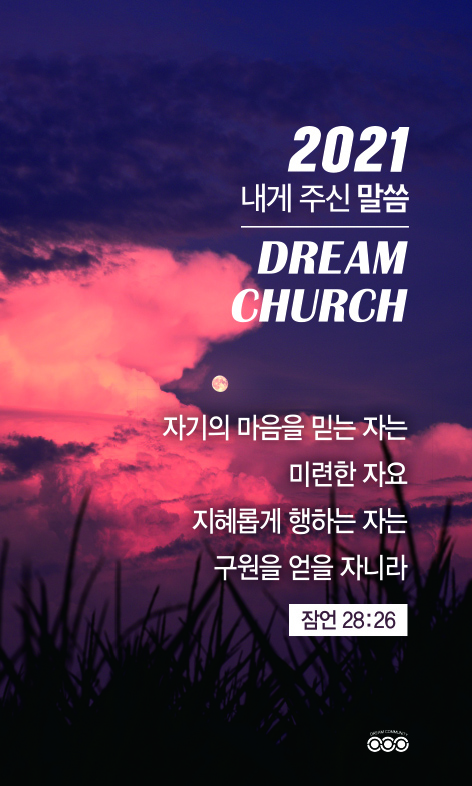 2021
내게 주신 말씀
DREAM
CHURCH
자기의 마음을 믿는 자는
미련한 자요
지혜롭게 행하는 자는
구원을 얻을 자니라
잠언 28:26
DREAM COMMUNITY